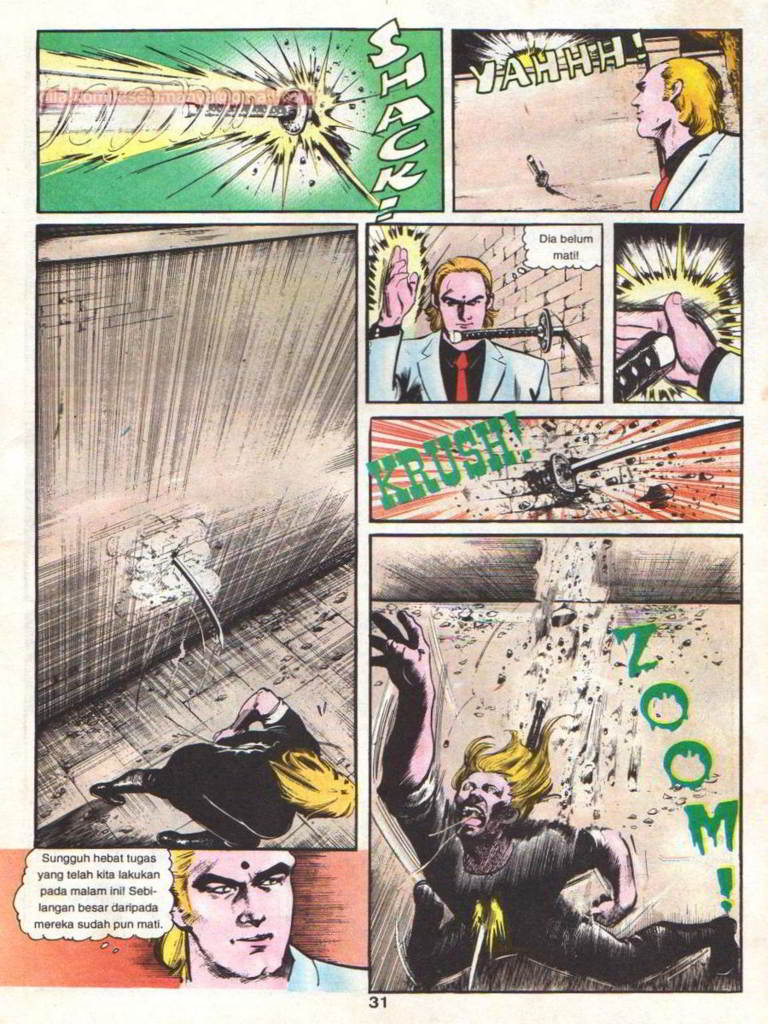 SHACK!
YAHHH!
Dia belum
mati!
KRUSH!
ZOOM!
Sungguh hebat tugas
yang telah kita lakukan
pada malam ini! Sebi-
langan besar daripada
mereka sudah pun mati.
31